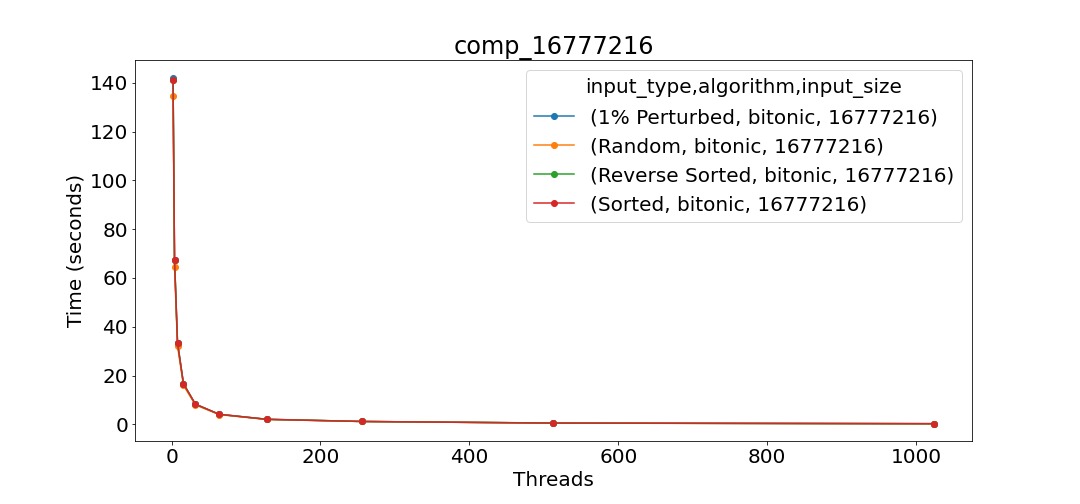 comp_16777216
140
120
100
80
60
40
20
0
Time (seconds)
input_type,algorithm,input_size
(1% Perturbed, bitonic, 16777216)
(Random, bitonic, 16777216)
(Reverse Sorted, bitonic, 16777216)
(Sorted, bitonic, 16777216)
0 200 400 600 800 1000
Threads